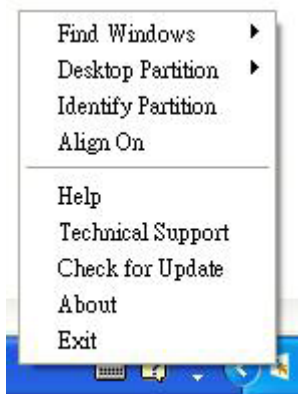 Find Windows
Desktop Partition
Identify Partition
Align On
Help
Technical Support
Check for Update
About
Exit